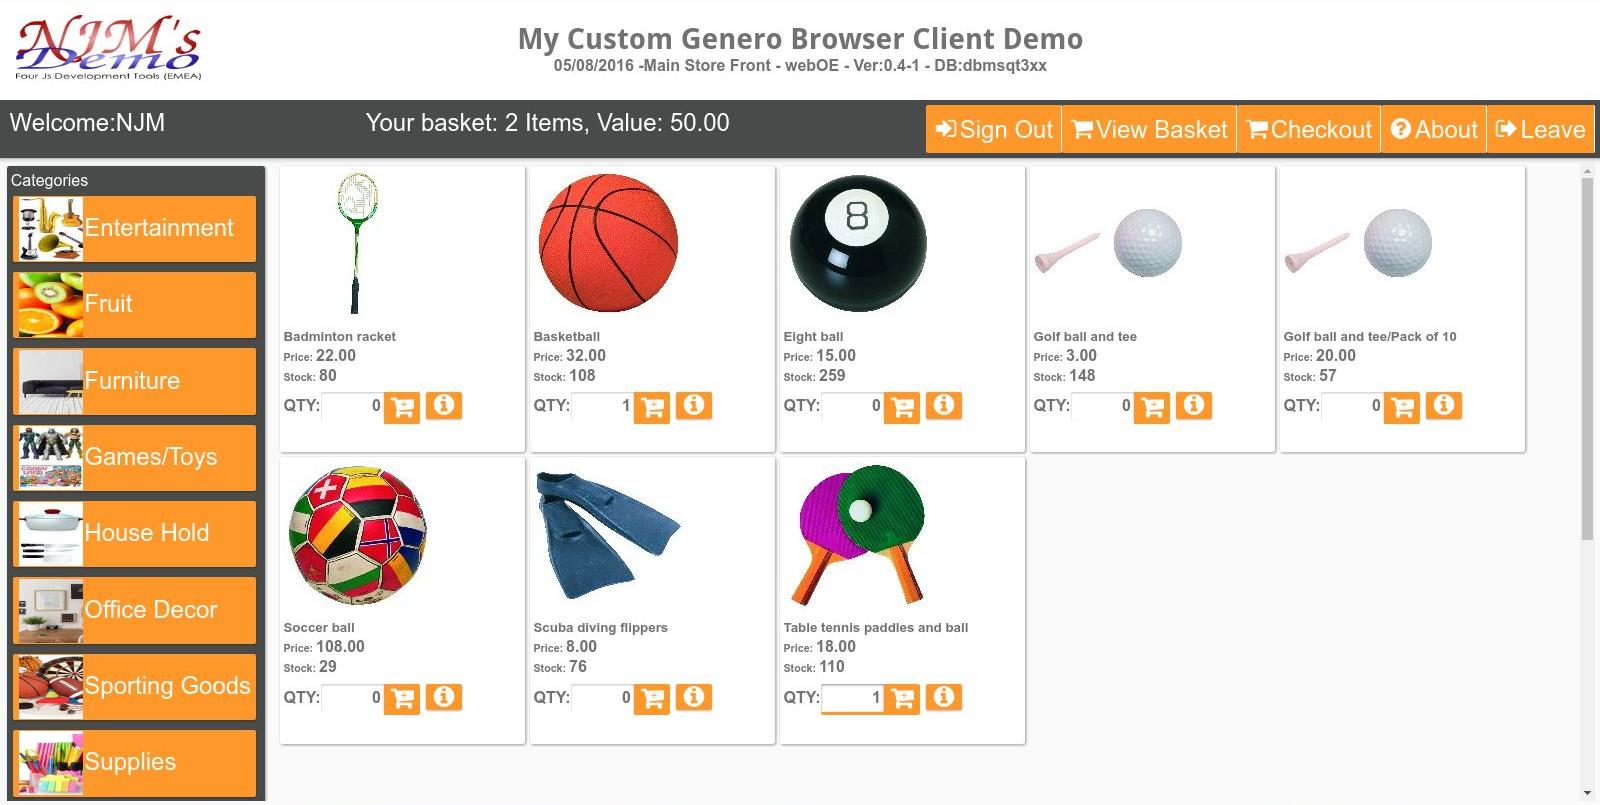 NJM's
Demo
Four Js Development Tools (EMEA)
My Custom Genero Browser Client Demo
05/08/2016 -Main Store Front - webOE - Ver:0.4-1 - DB:dbmsqt3xx
Welcome:NJM
Your basket: 2 Items, Value: 50.00
Sign Out
View Basket
Checkout
About
Leave
Categories
Entertainment
Fruit
Furniture
Games/Toys
House Hold
Office Decor
Sporting Goods
Supplies
Badminton racket
Price: 22.00
Stock: 80
QTY: 0
Basketball
Price: 32.00
Stock: 108
QTY: 1
8
Eight ball
Price: 15.00
Stock: 259
QTY: 0
Golf ball and tee
Price: 3.00
Stock: 148
QTY: 0
Golf ball and tee/Pack of 10
Price: 20.00
Stock: 57
QTY: 0
Soccer ball
Price: 108.00
Stock: 29
QTY: 0
Scuba diving flippers
Price: 8.00
Stock: 76
QTY: 0
Table tennis paddles and ball
Price: 18.00
Stock: 110
QTY: 1